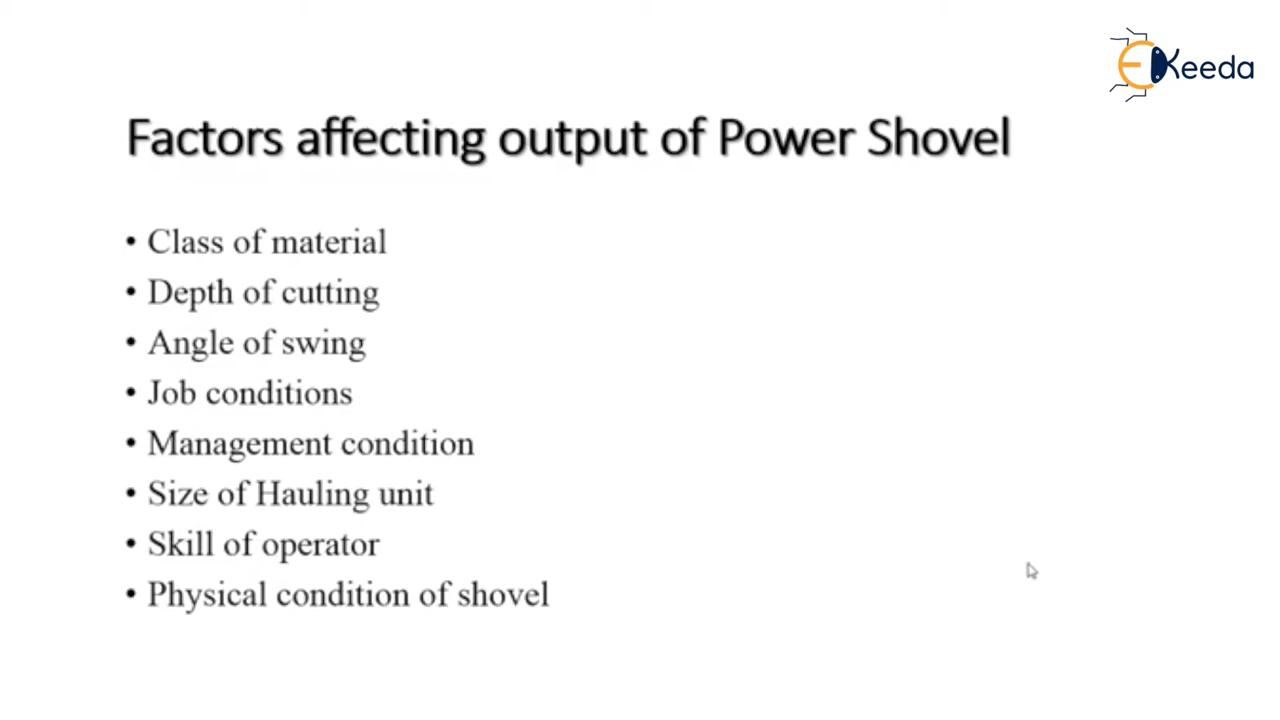 EKeeda
Factors affecting output of Power Shovel
• Class of material
• Depth of cutting
• Angle of swing
• Job conditions
• Management condition
• Size of Hauling unit
• Skill of operator
• Physical condition of shovel